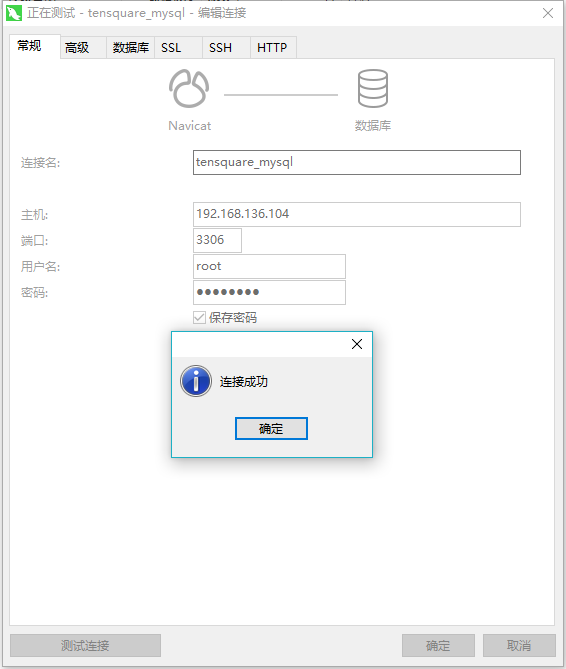 正在测试 - tensquare_mysql - 编辑连接
常规 高级 数据库 SSL SSH HTTP
Navicat 数据库
连接名: tensquare_mysql
主机: 192.168.136.104
端口: 3306
用户名: root
密码: ●●●●●●●●
保存密码
连接成功
确定
测试连接 确定 取消